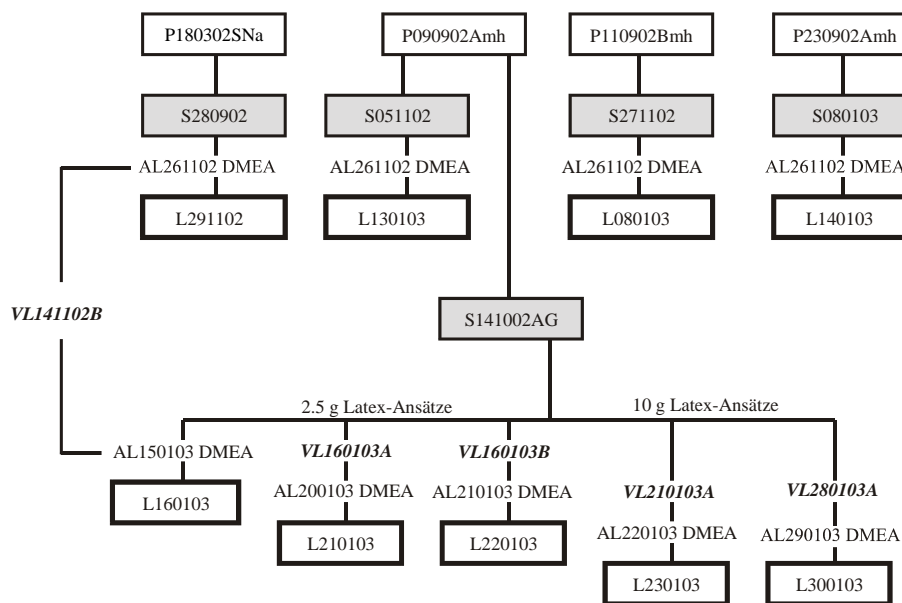 P180302SNa
P090902Amh
P110902Bmh
P230902Amh
S280902
S051102
S271102
S080103
AL261102 DMEA
AL261102 DMEA
AL261102 DMEA
AL261102 DMEA
L291102
L130103
L080103
L140103
VL141102B
S141002AG
2.5 g Latex-Ansätze
10 g Latex-Ansätze
AL150103 DMEA
VL160103A
VL160103B
VL210103A
VL280103A
L160103
AL200103 DMEA
AL210103 DMEA
AL220103 DMEA
AL290103 DMEA
L210103
L220103
L230103
L300103